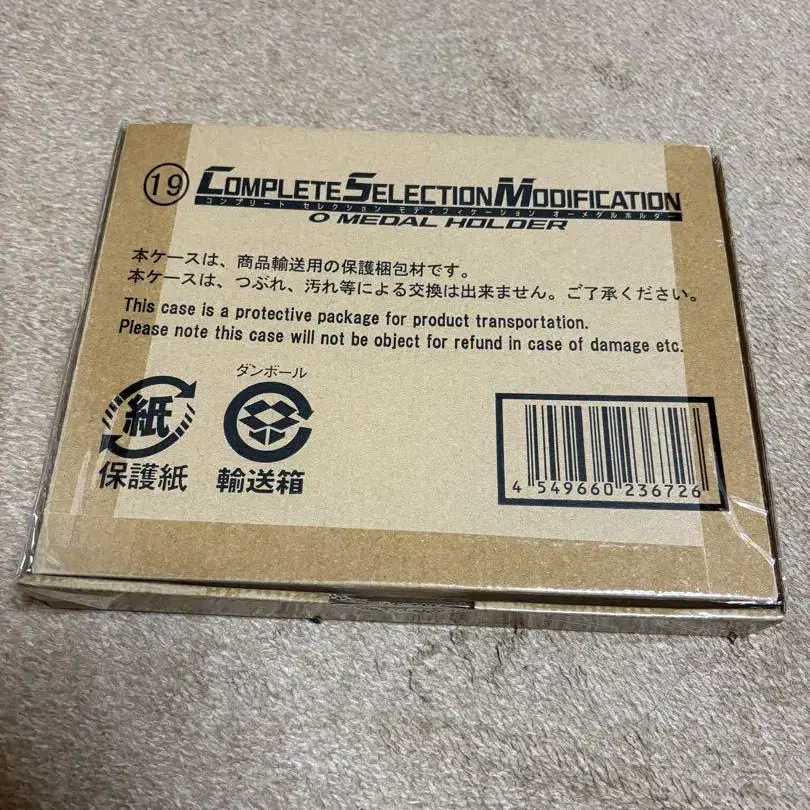 ⑲ COMPLETE SELECTION MODIFICATION
コンプリート セレクション モディフィケーション オーメダルホルダー
O MEDAL HOLDER
本ケースは、商品輸送用の保護梱包材です。
本ケースは、つぶれ、汚れ等による交換は出来ません。ご了承ください。
This case is a protective package for product transportation.
Please note this case will not be object for refund in case of damage etc.
ダンボール
紙
保護紙
輸送箱
4 549660 236726